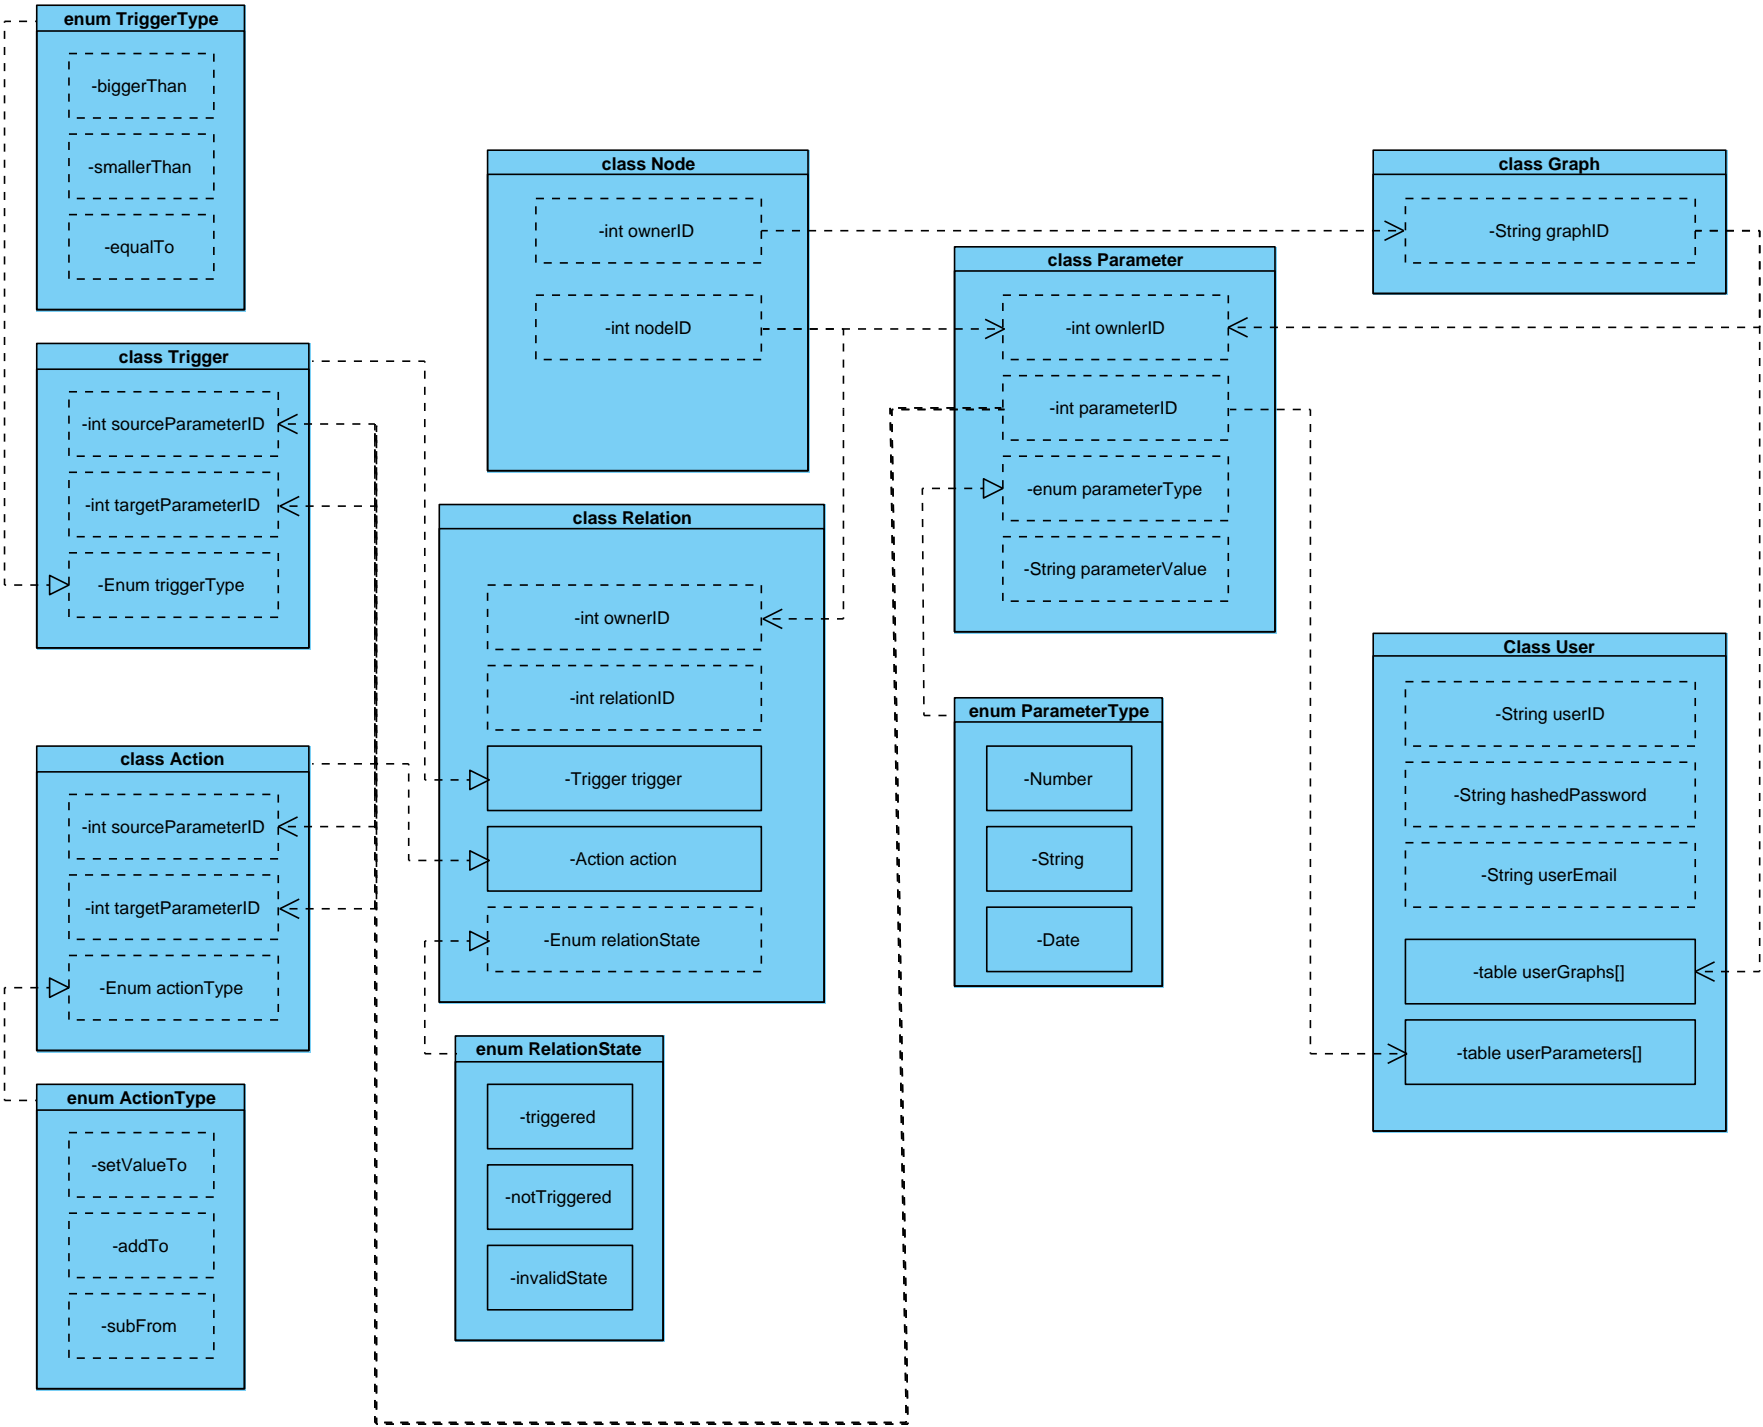 enum TriggerType
-biggerThan
-smallerThan
-equalTo
class Trigger
-int sourceParameterID
-int targetParameterID
-Enum triggerType
class Action
-int sourceParameterID
-int targetParameterID
-Enum actionType
enum ActionType
-setValueTo
-addTo
-subFrom
class Node
-int ownerID
-int nodeID
class Relation
-int ownerID
-int relationID
-Trigger trigger
-Action action
-Enum relationState
enum RelationState
-triggered
-notTriggered
-invalidState
class Parameter
-int ownlerID
-int parameterID
-enum parameterType
-String parameterValue
enum ParameterType
-Number
-String
-Date
class Graph
-String graphID
Class User
-String userID
-String hashedPassword
-String userEmail
-table userGraphs[]
-table userParameters[]